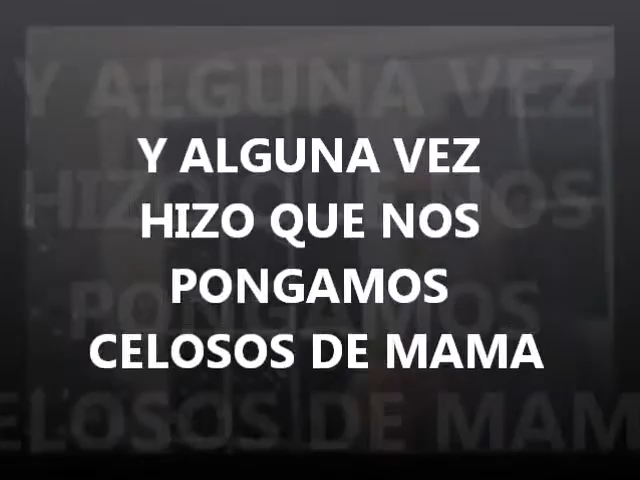 Y ALGUNA VEZ
HIZO QUE NOS
PONGAMOS
CELOSOS DE MAMA